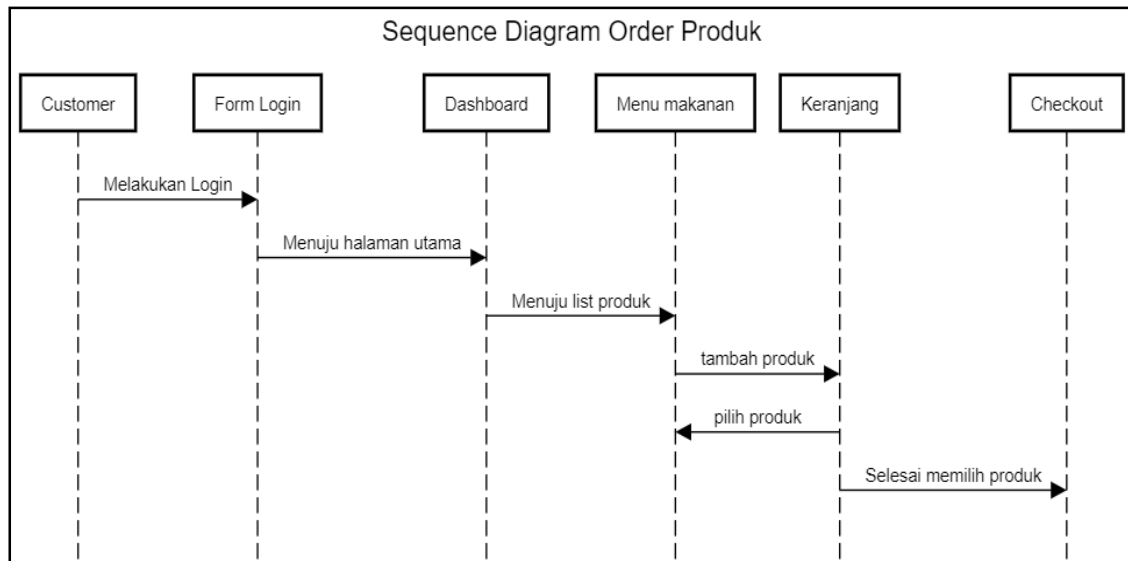 Sequence Diagram Order Produk
Customer
Form Login
Dashboard
Menu makanan
Keranjang
Checkout
Melakukan Login
Menuju halaman utama
Menuju list produk
tambah produk
pilih produk
Selesai memilih produk